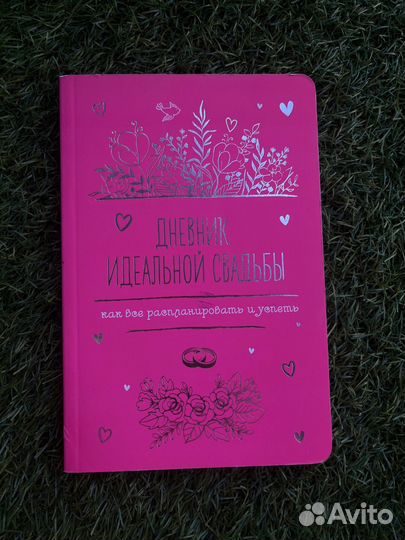 ДНЕВНИК
ИДЕАЛЬНОЙ СВАДЬБЫ
как все распланировать и успеть
Avito